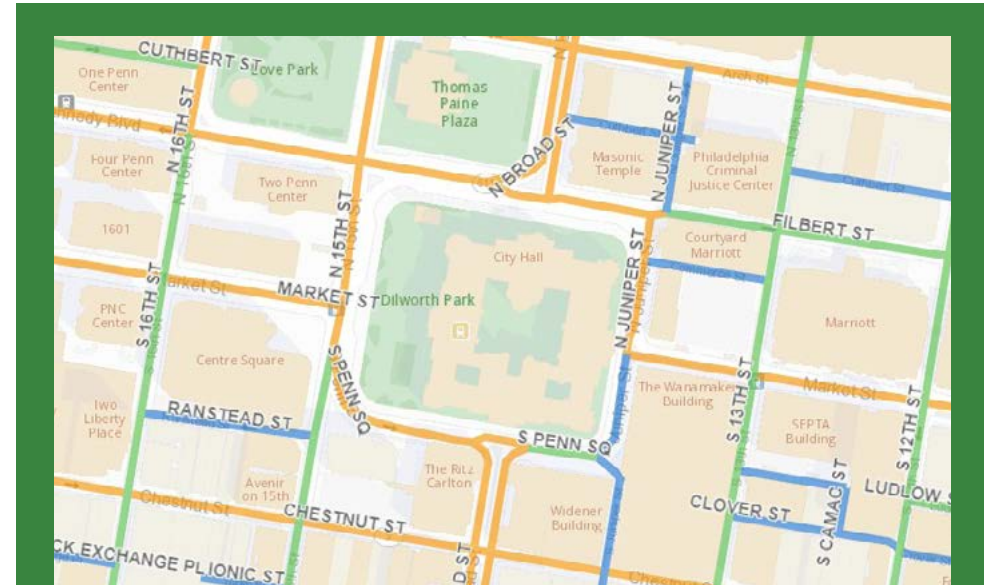 CUTHBERT ST
Love Park
One Penn
Center
Thomas
Paine
Plaza
Arch St
N 16TH ST
N BROAD ST
N JUNIPER ST
Four Penn
Center
Two Penn
Center
Masonic
Temple
Philadelphia
Criminal
Justice Center
1601
N 15TH ST
City Hall
N JUNIPER ST
Courtyard
Marriott
FILBERT ST
Commerce St
S 16TH ST
Market St
MARKET ST
Dilworth Park
PNC
Center
Marriott
Centre Square
S PENN SQ
The Wanamaker
Building
S 13TH ST
Market St
Two
Liberty
Place
RANSTEAD ST
S PENN SQ
SEPTA
Building
S 12TH ST
Avenir
on 15th
The Ritz
Carlton
Widener
Building
S CAMAC ST
LUDLOW S
Chestnut St
CHESTNUT ST
CLOVER ST
CK EXCHANGE PL
IONIC ST
D ST
Chestnut St